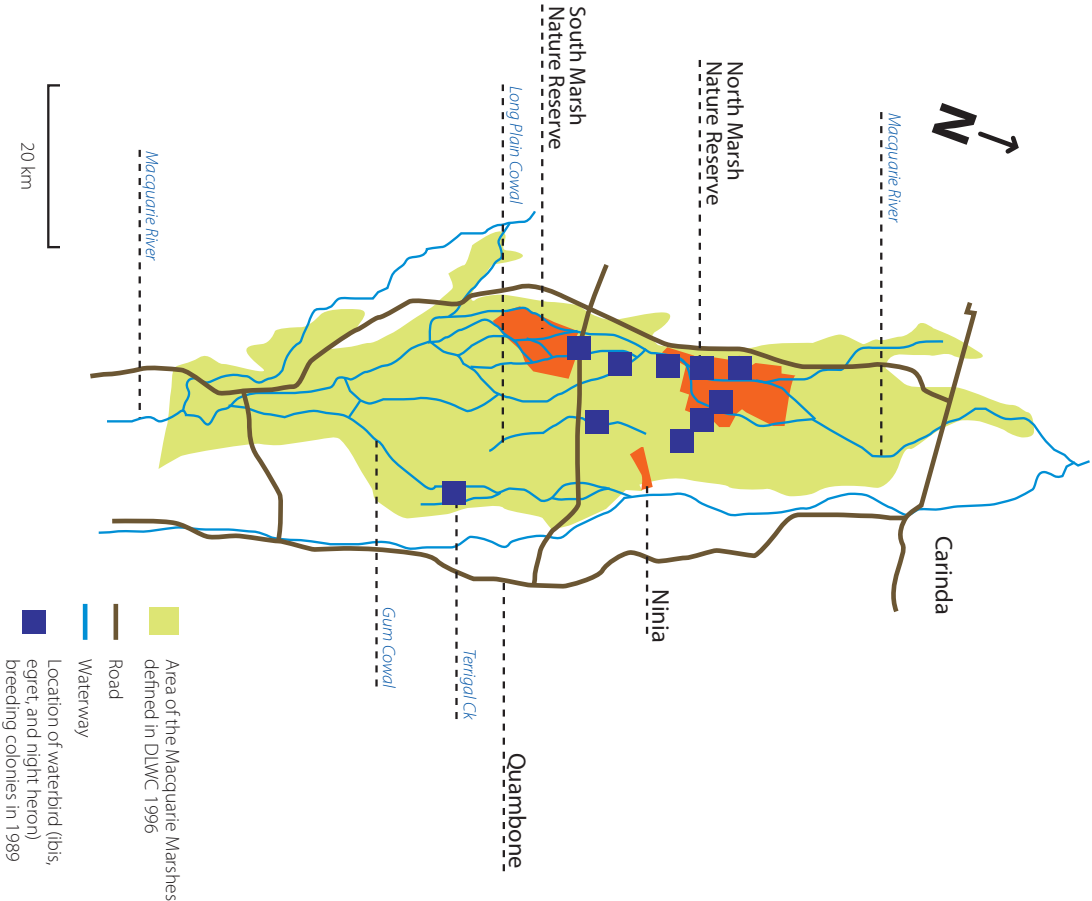 N
Macquarie River
North Marsh
Nature Reserve
South Marsh
Nature Reserve
Long Plain Cowal
Macquarie River
20 km
Carinda
Ninia
Quambone
Terrigal Ck
Gum Cowal
Area of the Macquarie Marshes
defined in DLWC 1996
Road
Waterway
Location of waterbird (ibis,
egret, and night heron)
breeding colonies in 1989